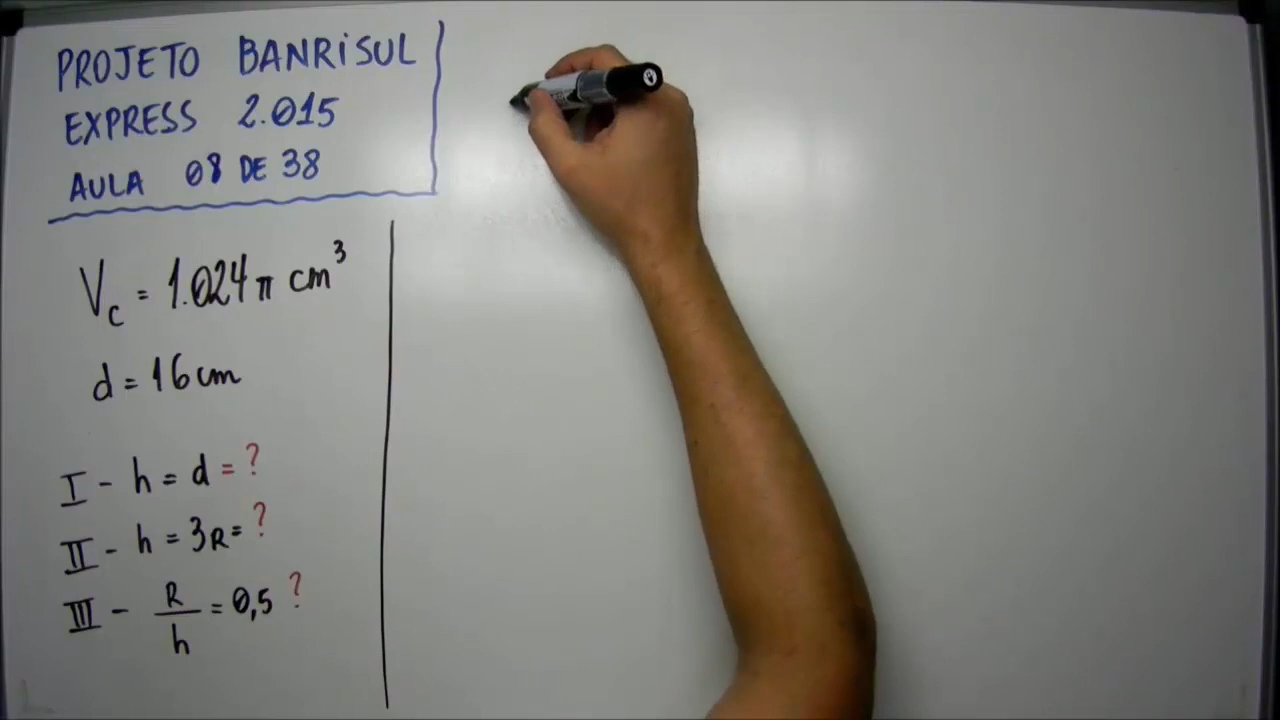 PROJETO BANRISUL
EXPRESS 2.015
AULA 08 DE 38
Vc = 1.024 π cm³
d = 16 cm
I - h = d = ?
II - h = 3R = ?
III - R/h = 0,5 ?